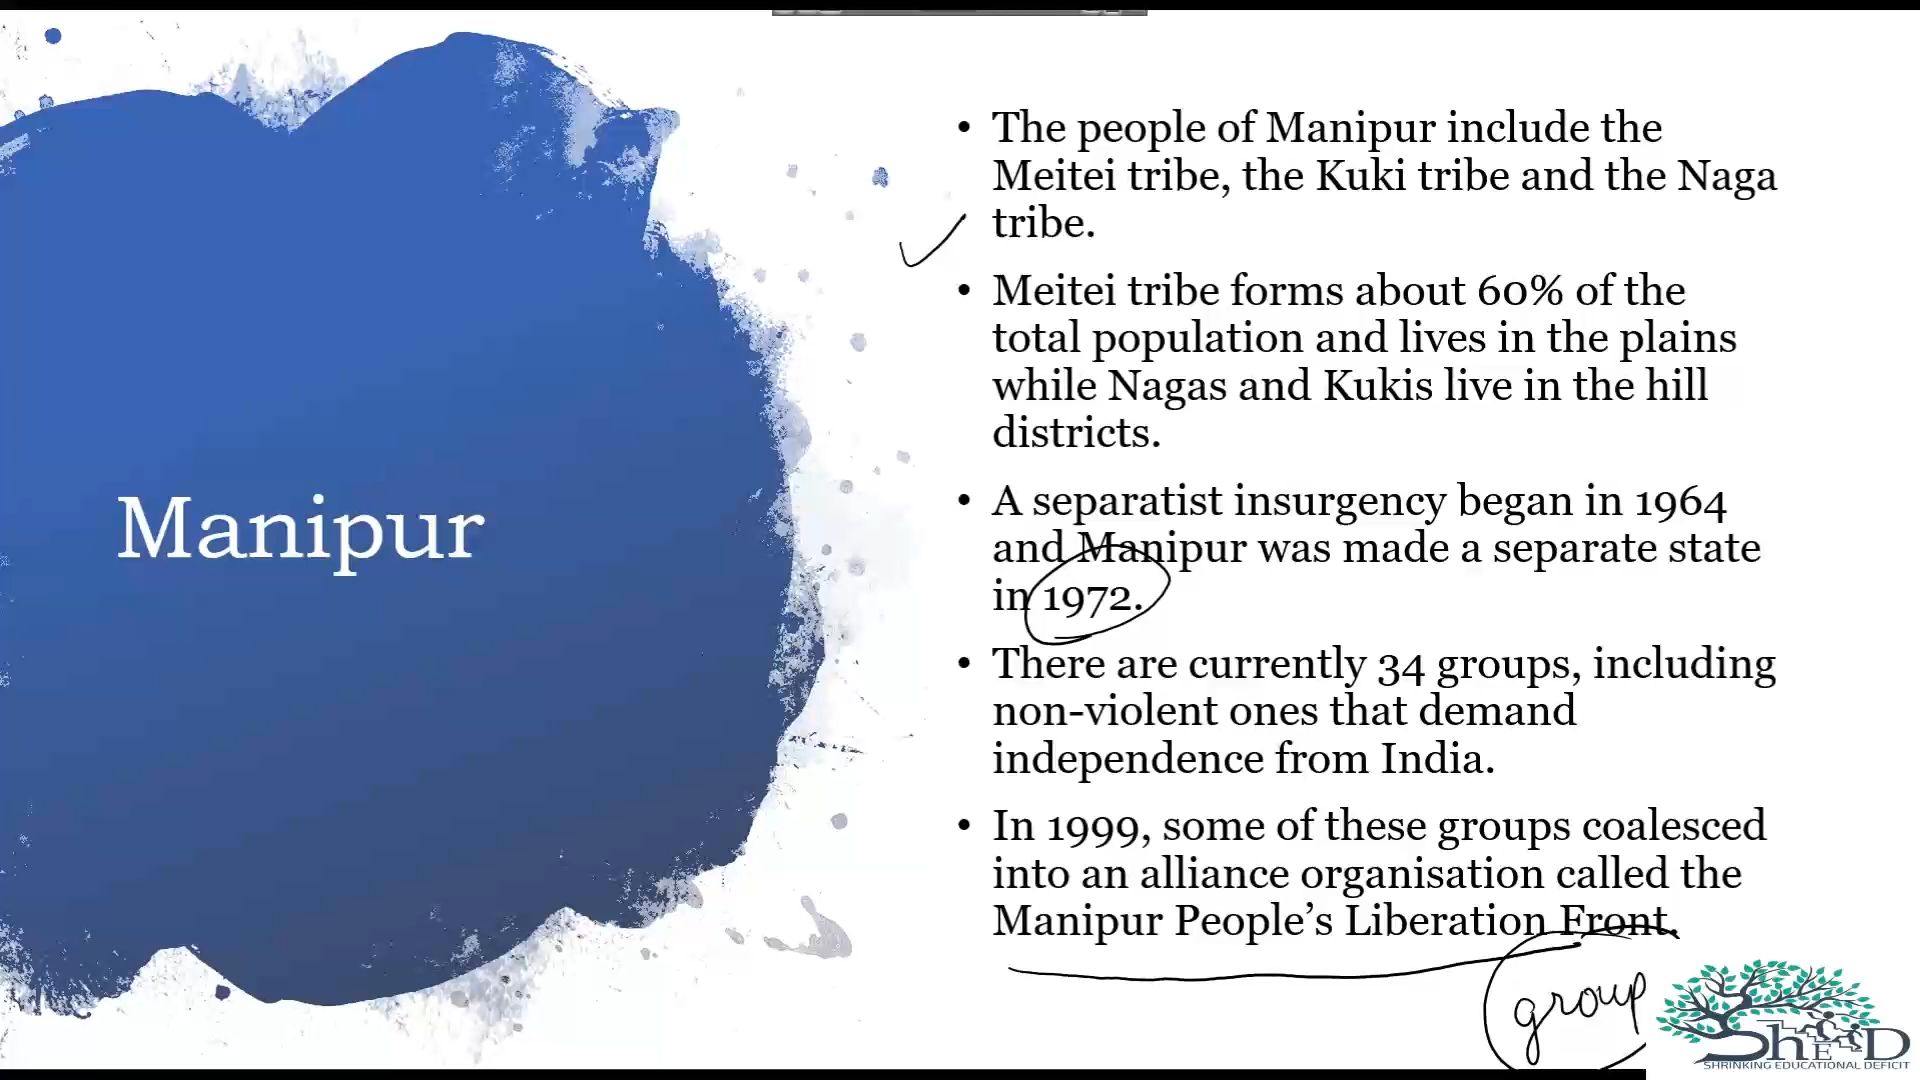 Manipur
• The people of Manipur include the
Meitei tribe, the Kuki tribe and the Naga
tribe.
• Meitei tribe forms about 60% of the
total population and lives in the plains
while Nagas and Kukis live in the hill
districts.
• A separatist insurgency began in 1964
and Manipur was made a separate state
in 1972.
• There are currently 34 groups, including
non-violent ones that demand
independence from India.
• In 1999, some of these groups coalesced
into an alliance organisation called the
Manipur People’s Liberation Front.
group
ShED
SHRINKING EDUCATIONAL DEFICIT